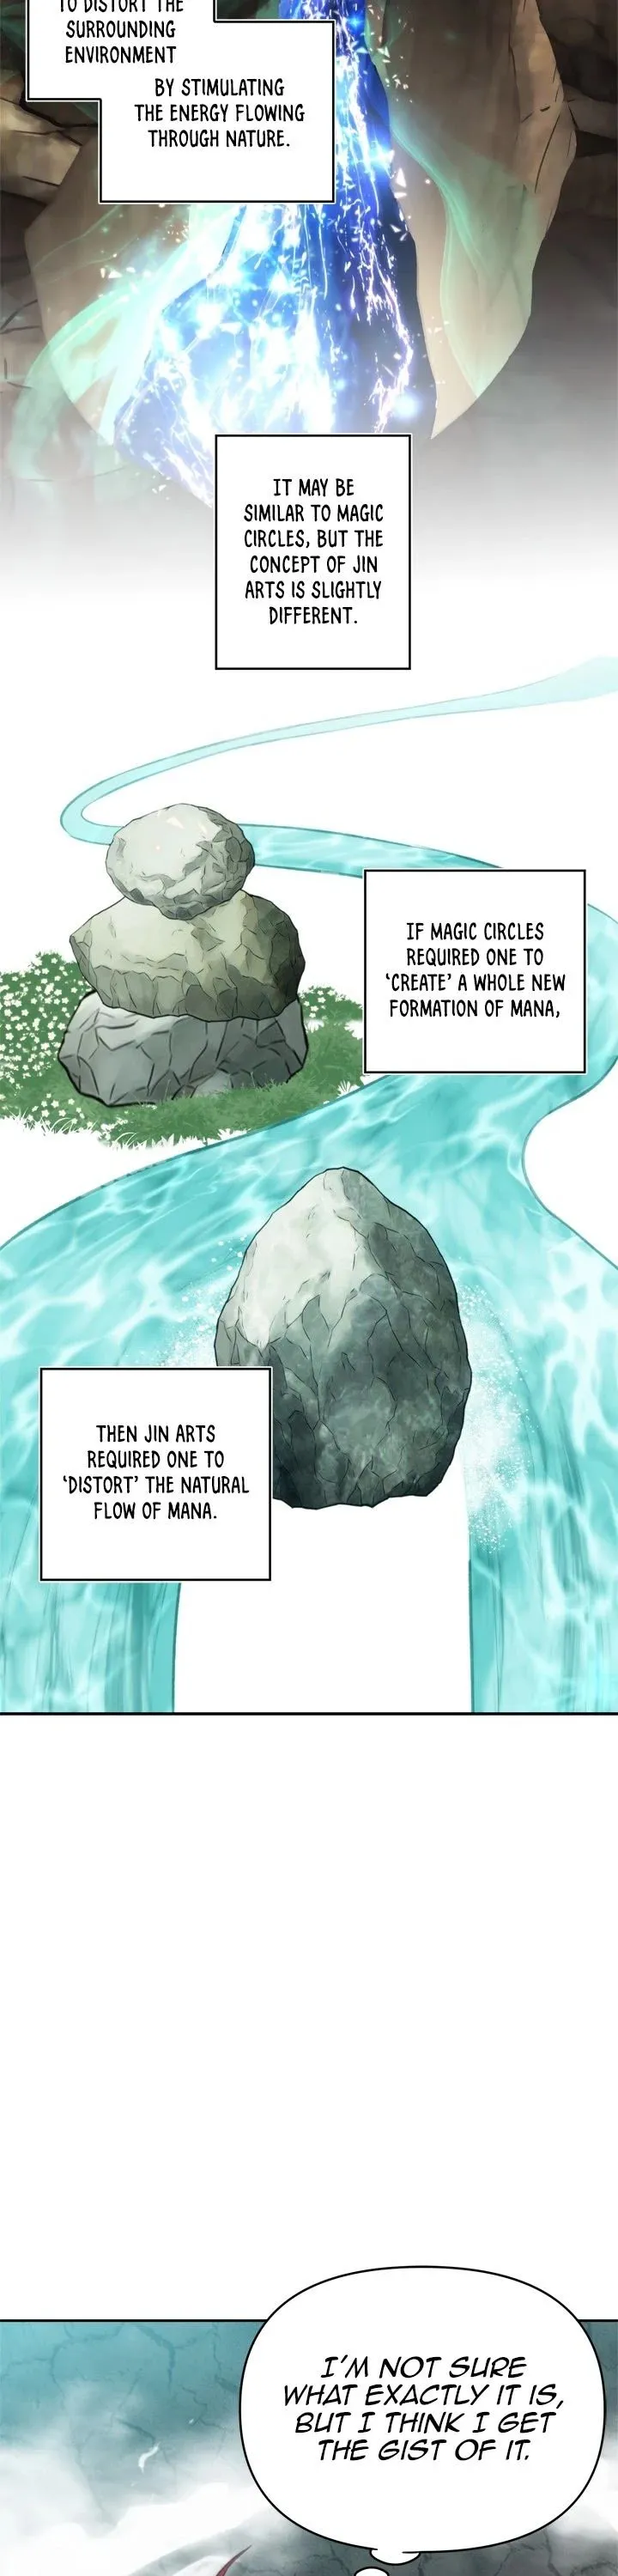 TO DISTORT THE
SURROUNDING
ENVIRONMENT
BY STIMULATING
THE ENERGY FLOWING
THROUGH NATURE.
IT MAY BE
SIMILAR TO MAGIC
CIRCLES, BUT THE
CONCEPT OF JIN
ARTS IS SLIGHTLY
DIFFERENT.
IF MAGIC CIRCLES
REQUIRED ONE TO
‘CREATE’ A WHOLE NEW
FORMATION OF MANA,
THEN JIN ARTS
REQUIRED ONE TO
‘DISTORT’ THE NATURAL
FLOW OF MANA.
I'M NOT SURE
WHAT EXACTLY IT IS,
BUT I THINK I GET
THE GIST OF IT.